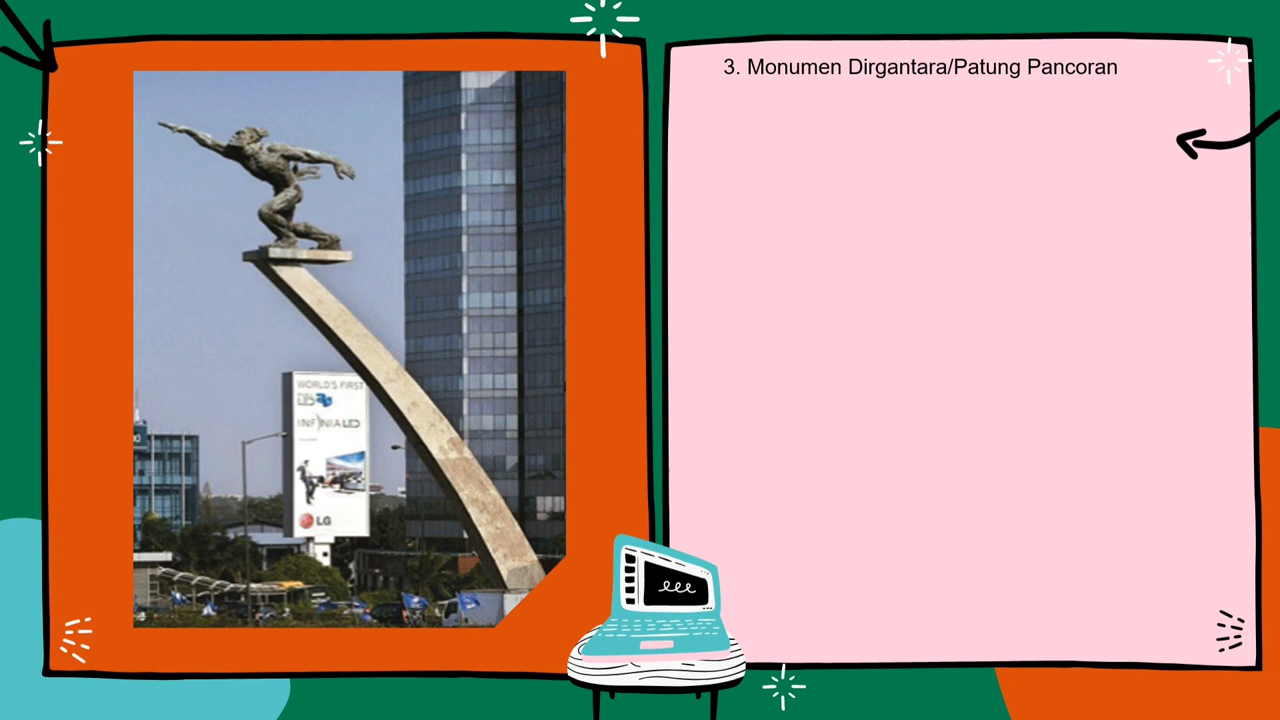 3. Monumen Dirgantara/Patung Pancoran
WORLD'S FIRST
INFINIA LED
LG